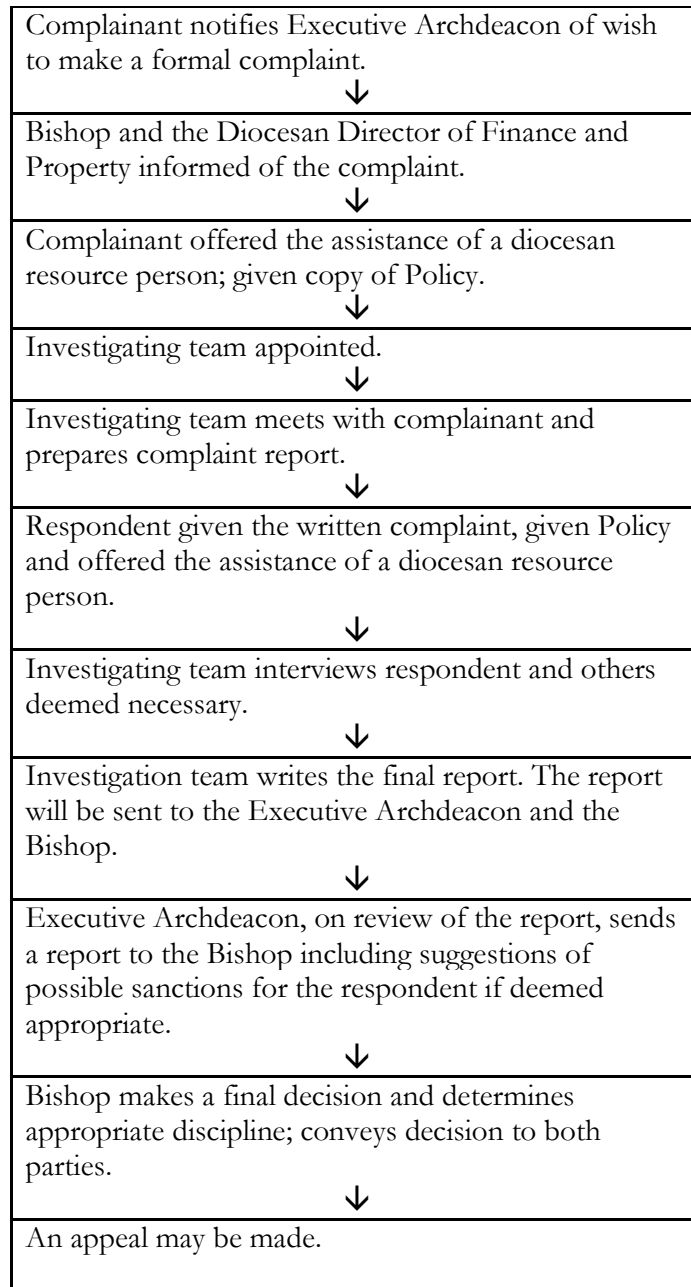 Complainant notifies Executive Archdeacon of wish
to make a formal complaint.
↓
Bishop and the Diocesan Director of Finance and
Property informed of the complaint.
↓
Complainant offered the assistance of a diocesan
resource person; given copy of Policy.
↓
Investigating team appointed.
↓
Investigating team meets with complainant and
prepares complaint report.
↓
Respondent given the written complaint, given Policy
and offered the assistance of a diocesan resource
person.
↓
Investigating team interviews respondent and others
deemed necessary.
↓
Investigation team writes the final report. The report
will be sent to the Executive Archdeacon and the
Bishop.
↓
Executive Archdeacon, on review of the report, sends
a report to the Bishop including suggestions of
possible sanctions for the respondent if deemed
appropriate.
↓
Bishop makes a final decision and determines
appropriate discipline; conveys decision to both
parties.
↓
An appeal may be made.